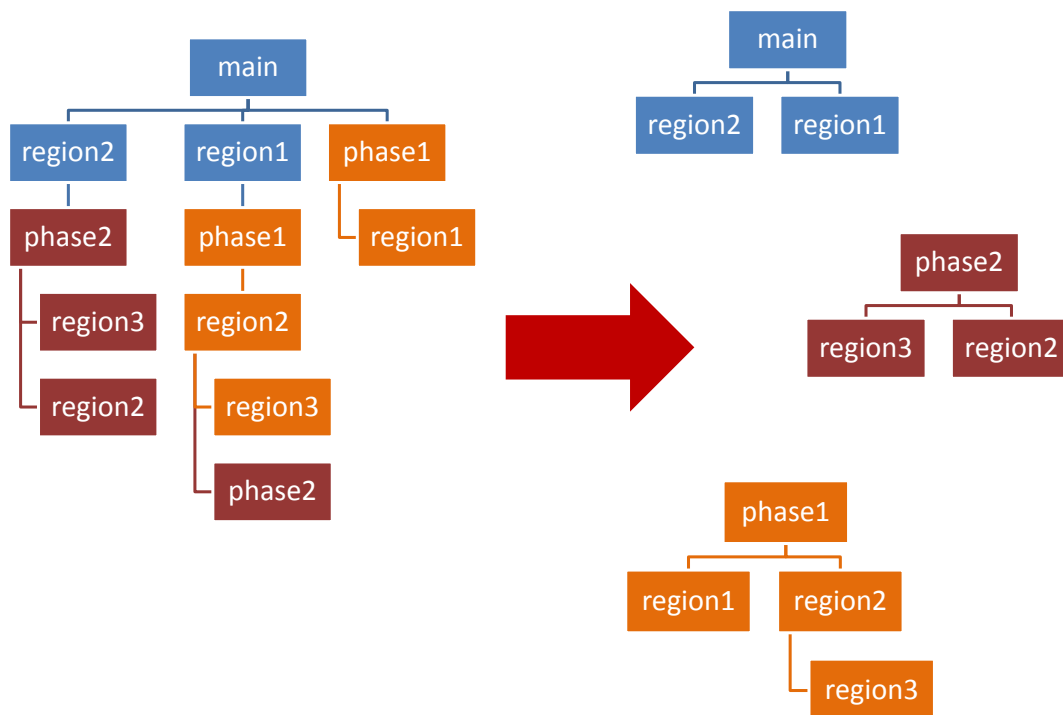 main
region2 region1 phase1
phase2 phase1 region1
region3 region2
region2 region3
phase2
main
region2 region1
phase2
region3 region2
phase1
region1 region2
region3